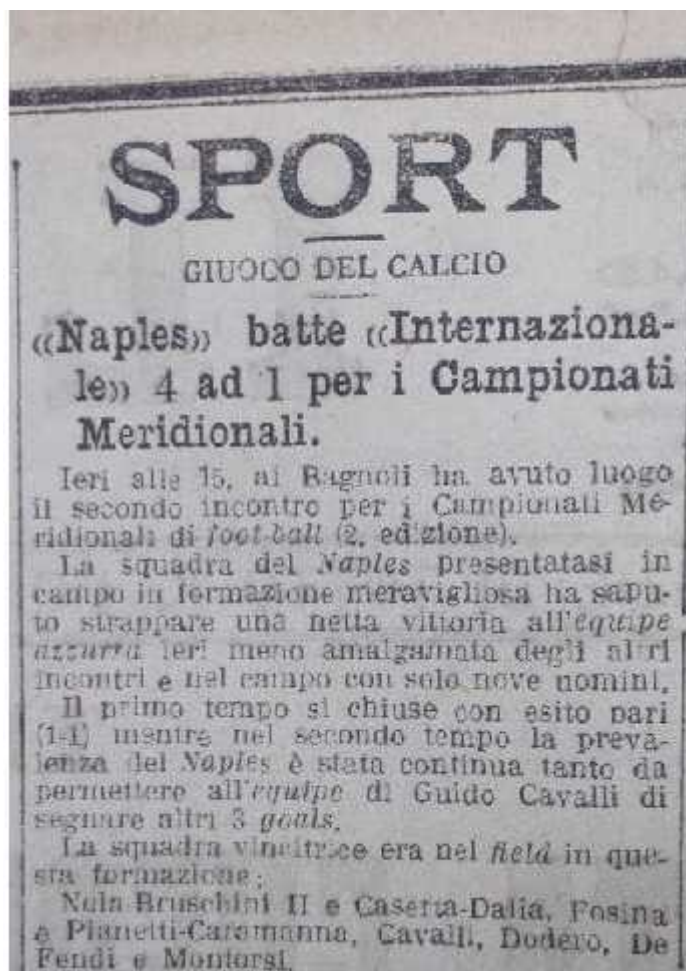 SPORT
GIUOCO DEL CALCIO
«Naples» batte «Internaziona-
le» 4 ad 1 per i Campionati
Meridionali.
Ieri alle 15, ai Bagnoli ha avuto luogo
il secondo incontro per i Campionati Me-
ridionali di foot-ball (2. edizione).
La squadra del Naples presentatasi in
campo in formazione meravigliosa ha sapu-
to strappare una netta vittoria all'équipe
azzurra ieri meno amalgamata degli altri
incontri e nel campo con solo nove uomini.
Il primo tempo si chiuse con esito pari
(1-1) mentre nel secondo tempo la preva-
lenza del Naples è stata continua tanto da
permettere all'equipe di Guido Cavalli di
segnare altri 3 goals.
La squadra vincitrice era nel field in que-
sta formazione:
Nola-Bruschini II e Caserta-Dalia, Fosina
e Pianetti-Caramanna, Cavalli, Dodero, De
Fendi e Montorsi.